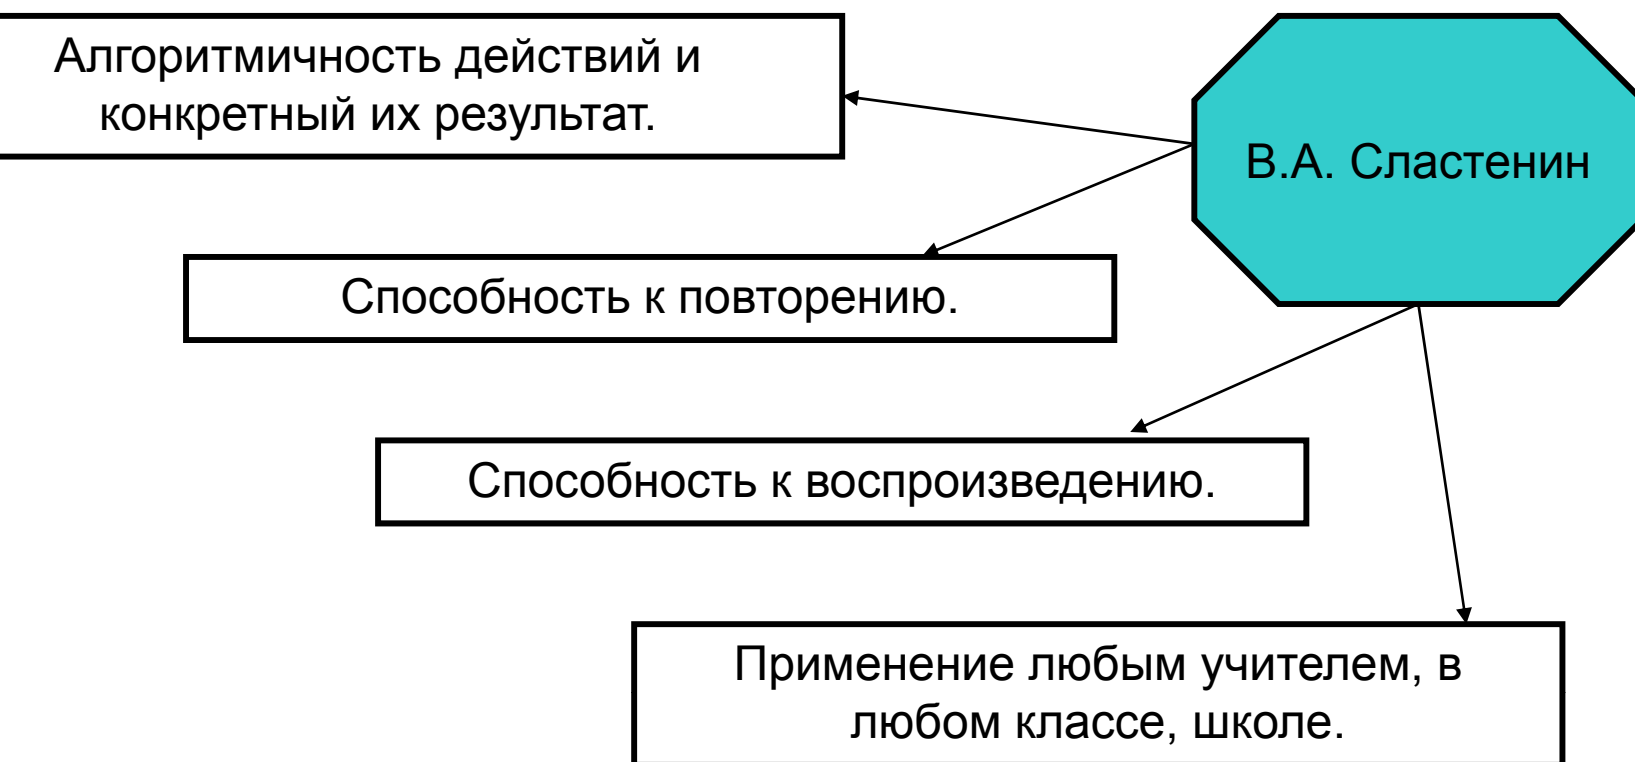 Алгоритмичность действий и
конкретный их результат.
В.А. Сластенин
Способность к повторению.
Способность к воспроизведению.
Применение любым учителем, в
любом классе, школе.